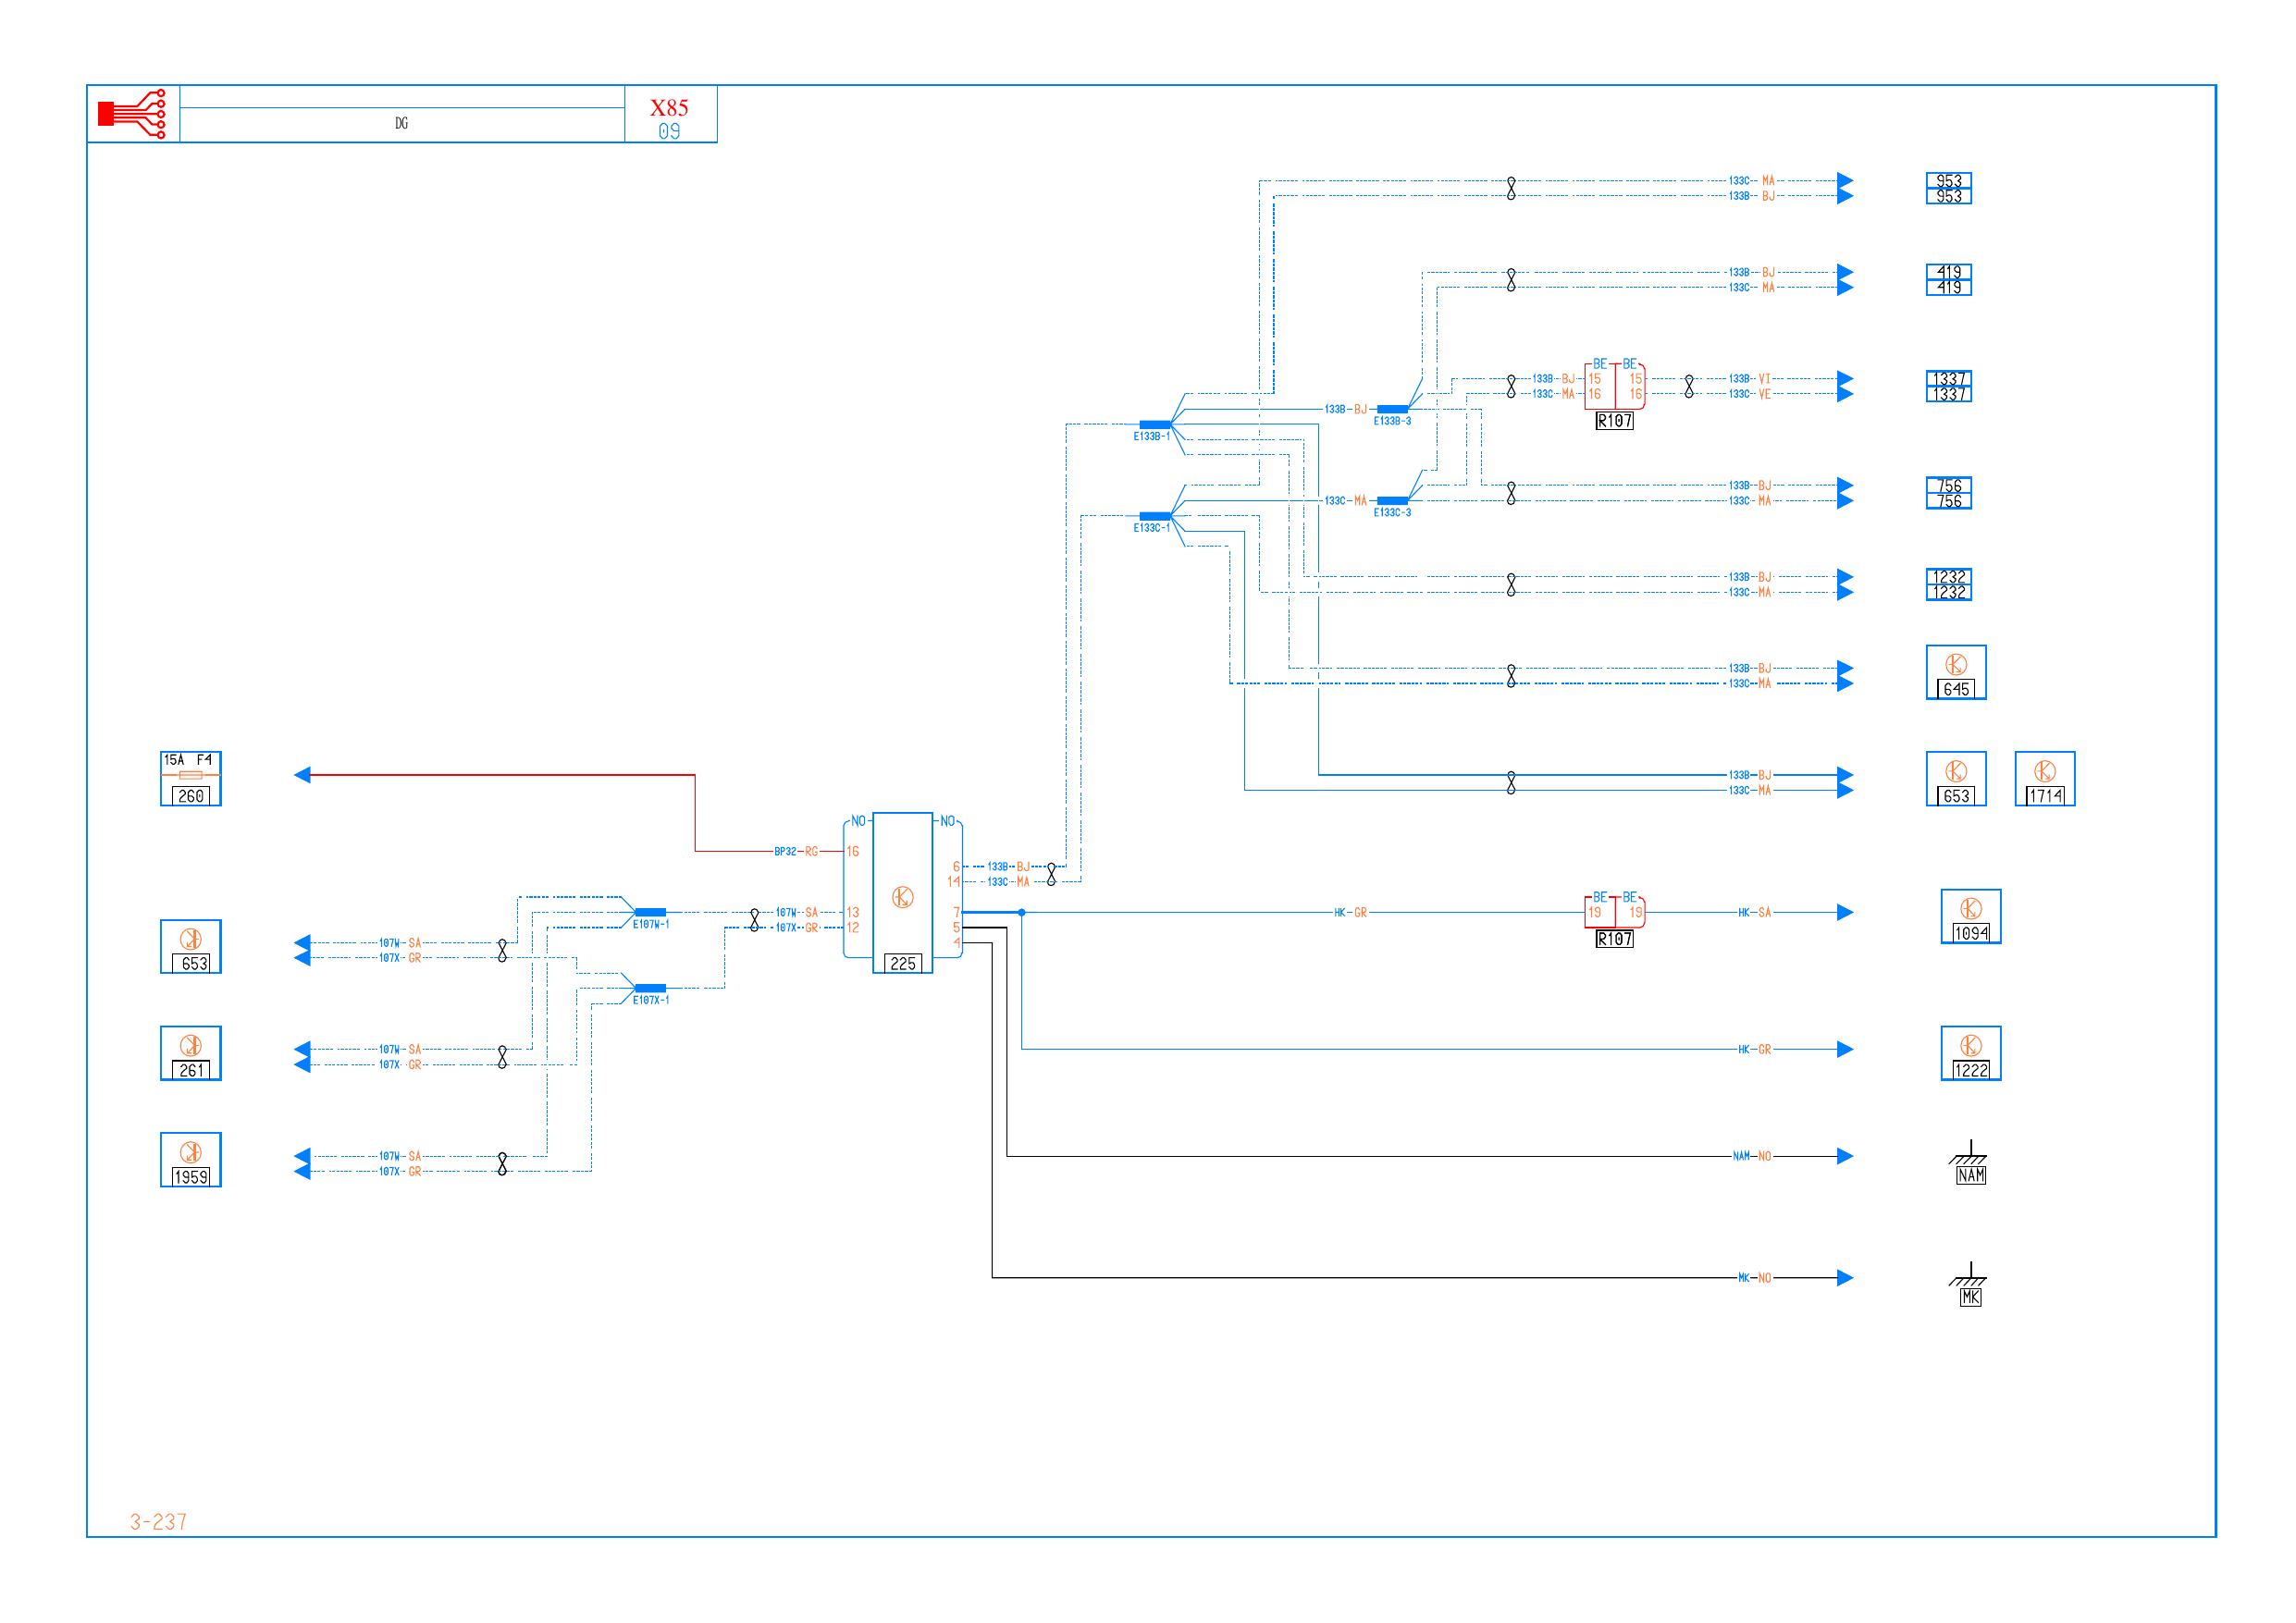 X85
DG
09
133C MA
953
133B BJ
953
133B BJ
419
133C MA
419
BE BE
133B BJ 15 15 133B VI
1337
133C MA 16 16 133C VE
1337
R107
133B BJ
E133B-3
E133B-1
133B BJ
756
133C MA
133C MA
756
E133C-3
E133C-1
133B BJ
1232
133C MA
1232
133B BJ
133C MA
645
15A F4
260
133B BJ
133C MA
653
1714
NO NO
BP32 RG 16
6 133B BJ
14 133C MA
BE BE
107W SA 13
7
HK GR
19 19
HK SA
E107W-1
107X GR 12
5
1094
R107
4
107W SA
107X GR
653
225
E107X-1
107W SA
107X GR
261
HK GR
1222
107W SA
107X GR
1959
NAM NO
NAM
MK NO
MK
3-237